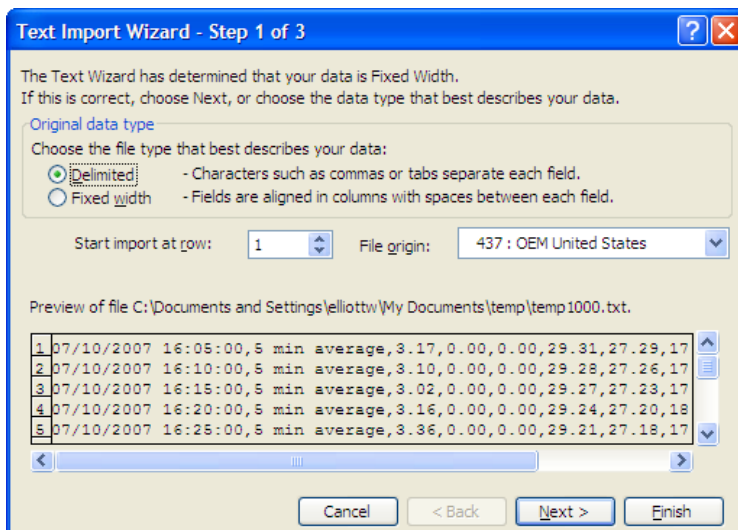 Text Import Wizard - Step 1 of 3
The Text Wizard has determined that your data is Fixed Width.
If this is correct, choose Next, or choose the data type that best describes your data.
Original data type
Choose the file type that best describes your data:
Delimited - Characters such as commas or tabs separate each field.
Fixed width - Fields are aligned in columns with spaces between each field.
Start import at row: 1 File origin: 437 : OEM United States
Preview of file C:\Documents and Settings\elliottw\My Documents\temp\temp1000.txt.
1 07/10/2007 16:05:00,5 min average,3.17,0.00,0.00,29.31,27.29,17
2 07/10/2007 16:10:00,5 min average,3.10,0.00,0.00,29.28,27.26,17
3 07/10/2007 16:15:00,5 min average,3.02,0.00,0.00,29.27,27.23,17
4 07/10/2007 16:20:00,5 min average,3.16,0.00,0.00,29.24,27.20,18
5 07/10/2007 16:25:00,5 min average,3.36,0.00,0.00,29.21,27.18,17
Cancel < Back Next > Finish